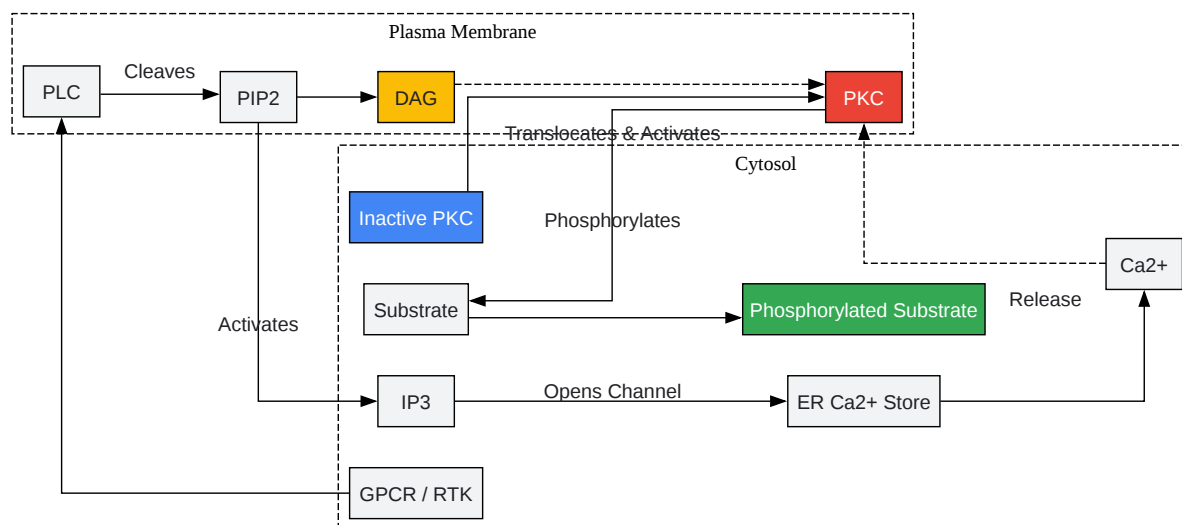 Plasma Membrane
Cleaves
PLC
PIP2
DAG
PKC
Translocates & Activates
Cytosol
Inactive PKC
Phosphorylates
Ca2+
Release
Substrate
Phosphorylated Substrate
Activates
IP3
Opens Channel
ER Ca2+ Store
GPCR / RTK